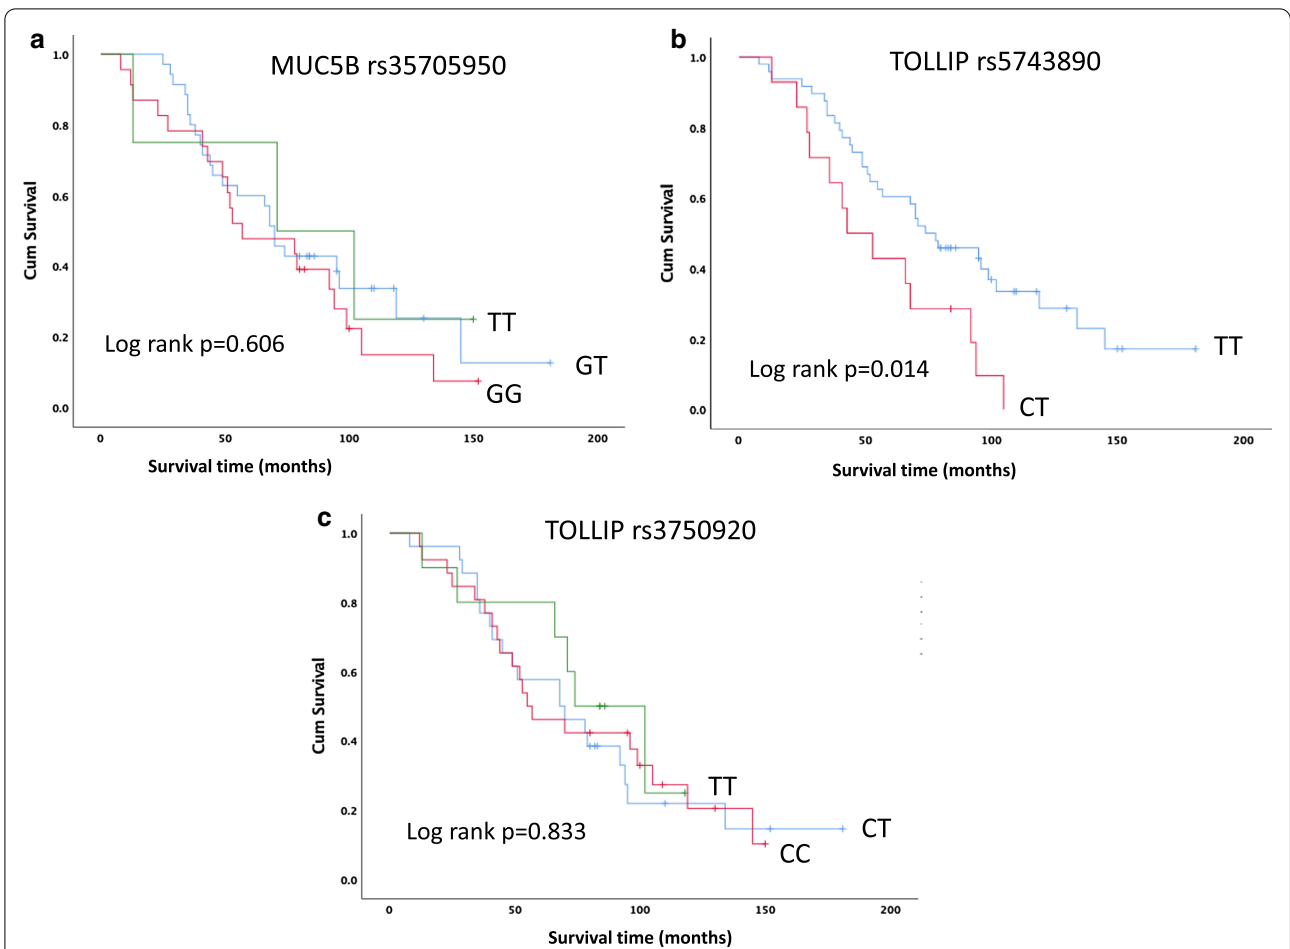 a
MUC5B rs35705950
1.0
0.8
0.6
0.4
0.2
0.0
Cum Survival
Log rank p=0.606
TT
GT
GG
0 50 100 150 200
Survival time (months)
b
TOLLIP rs5743890
1.0
0.8
0.6
0.4
0.2
0.0
Cum Survival
Log rank p=0.014
TT
CT
0 50 100 150 200
Survival time (months)
c
TOLLIP rs3750920
1.0
0.8
0.6
0.4
0.2
0.0
Cum Survival
Log rank p=0.833
TT
CT
CC
0 50 100 150 200
Survival time (months)